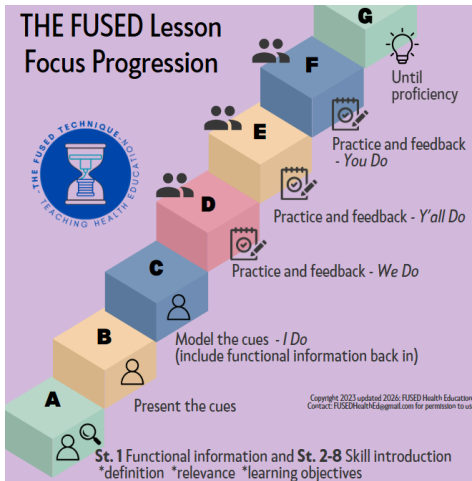 THE FUSED Lesson
Focus Progression
THE FUSED TECHNIQUE
TEACHING HEALTH EDUCATION
G
Until
proficiency
F
Practice and feedback
- You Do
E
Practice and feedback - Y'all Do
D
Practice and feedback - We Do
C
Model the cues - I Do
(include functional information back in)
B
Present the cues
A
St. 1 Functional information and St. 2-8 Skill introduction
*definition *relevance *learning objectives
Copyright 2023 updated 2026: FUSED Health Education
Contact: FUSEDHealthEd@gmail.com for permission to us